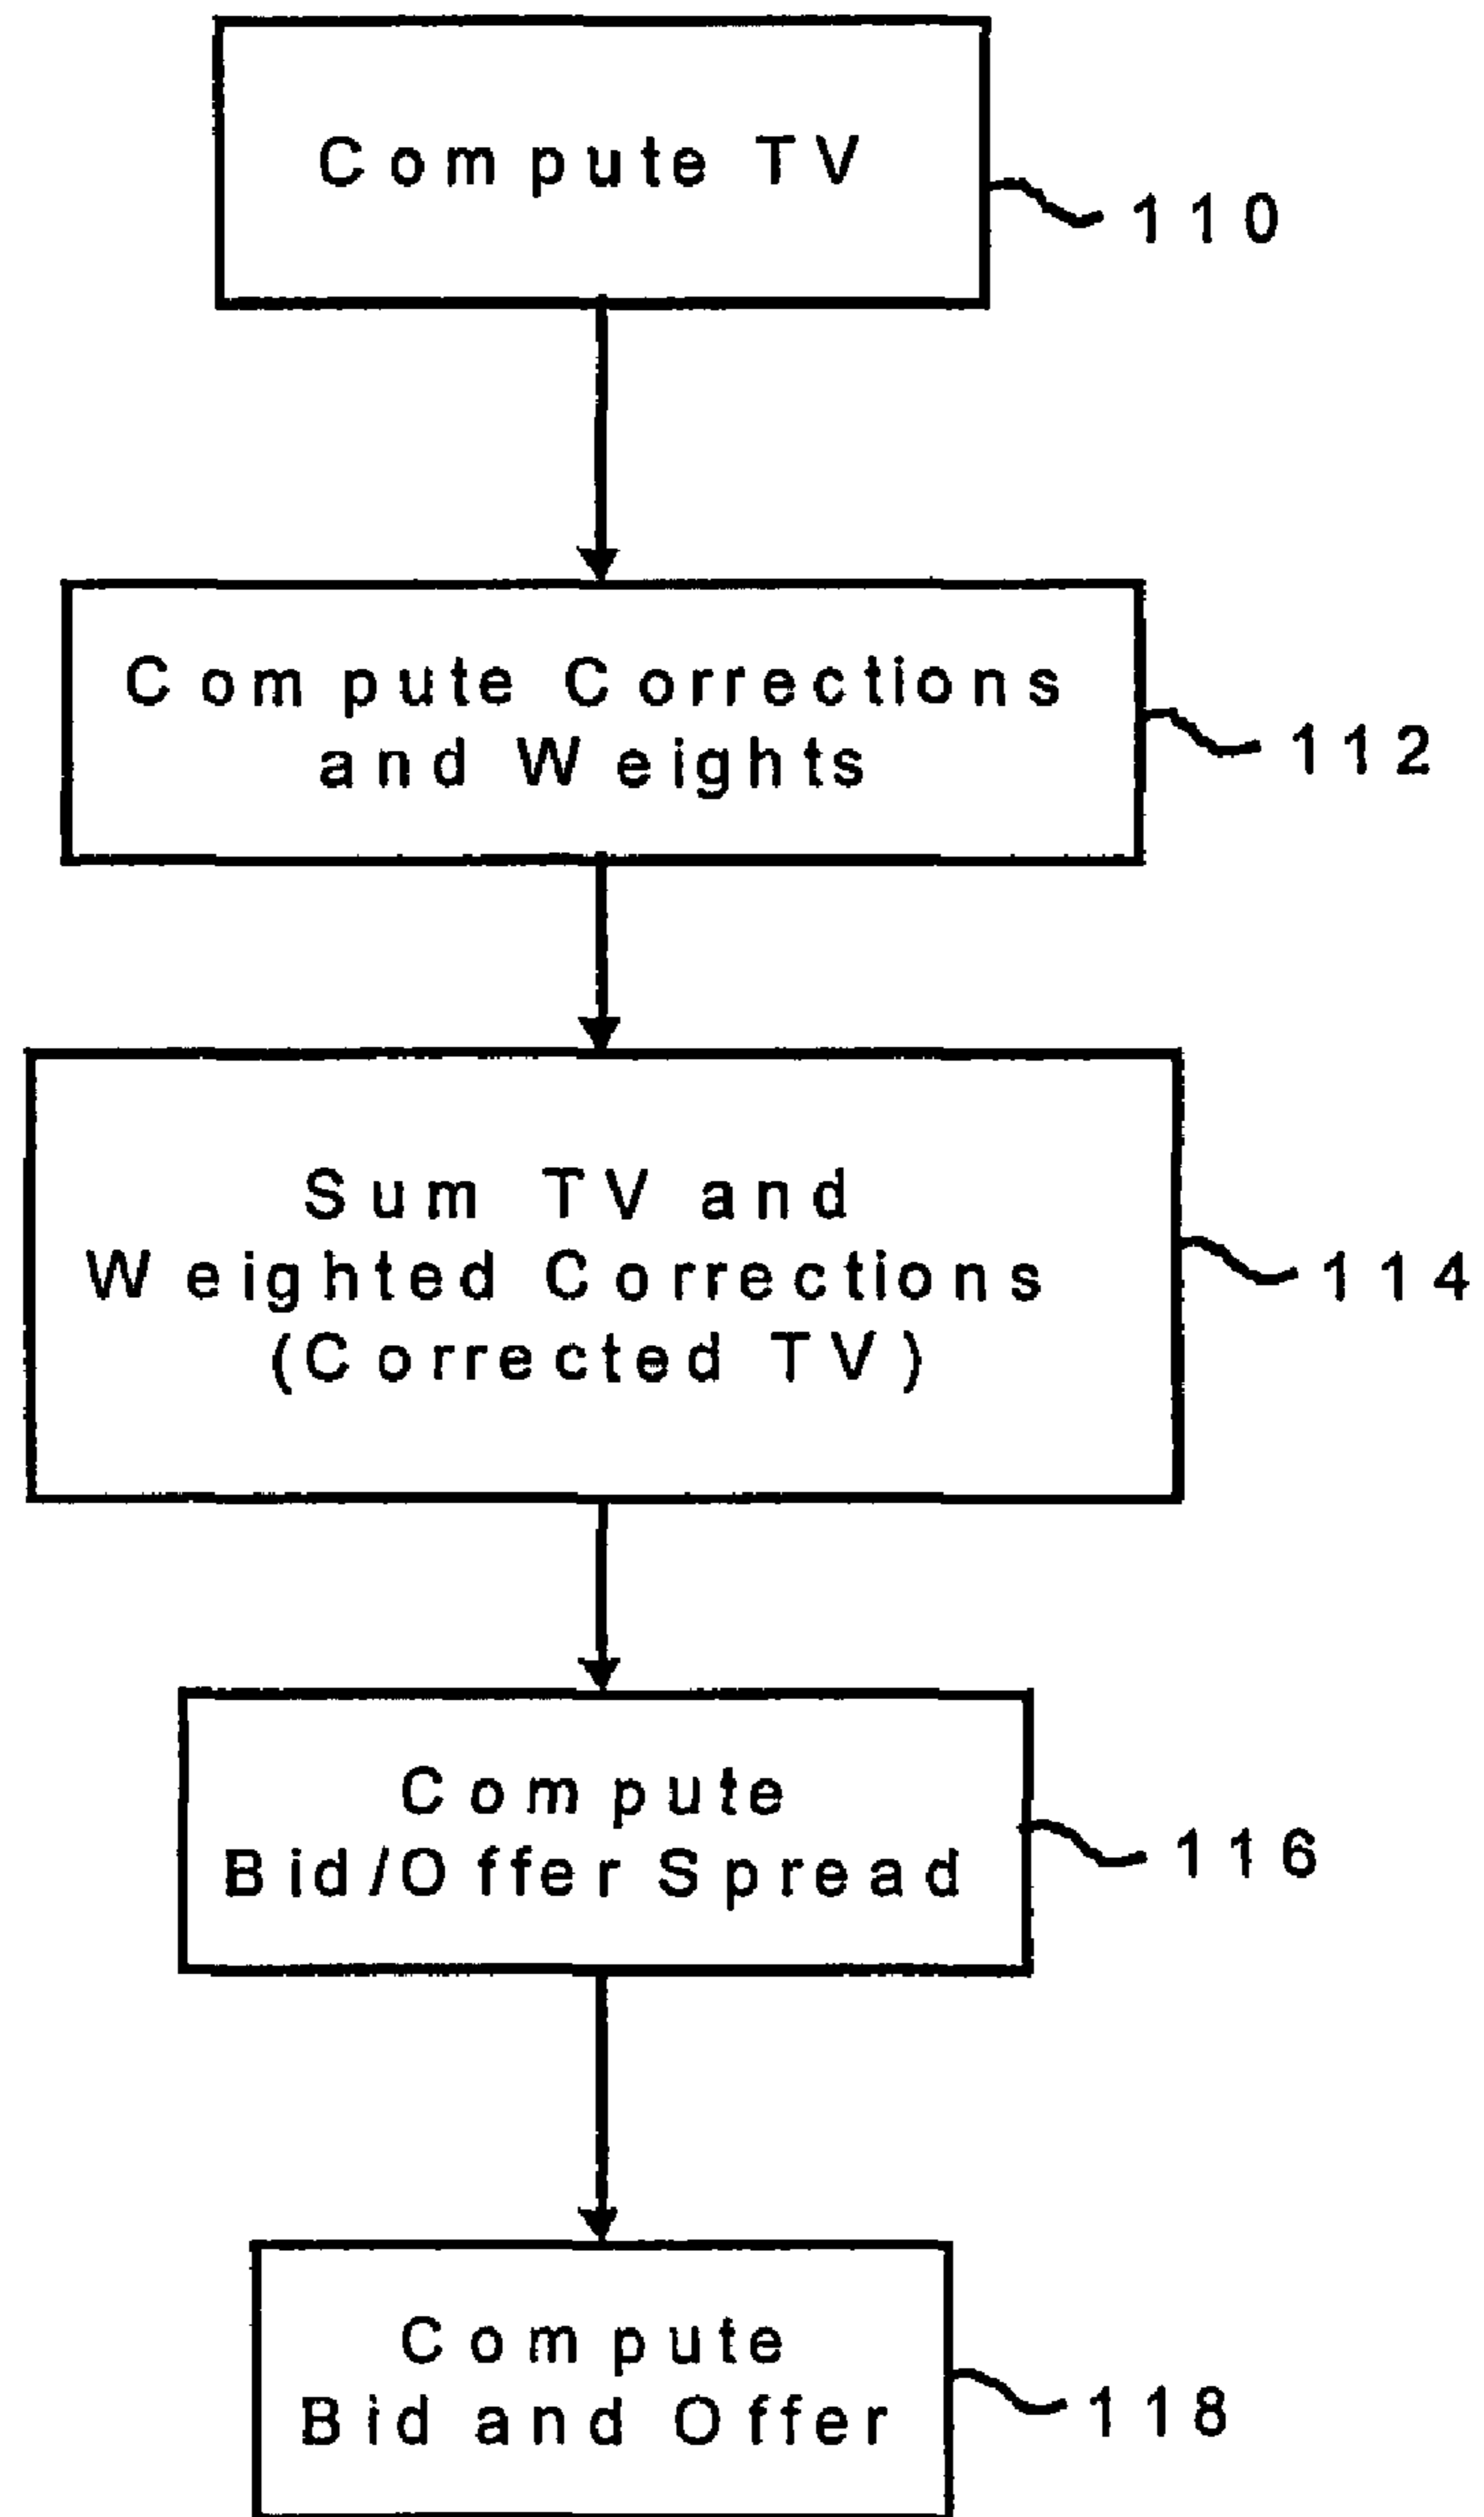 Compute TV
110
Compute Corrections
and Weights
112
Sum TV and
Weighted Corrections
(Corrected TV)
114
Compute
Bid/Offer Spread
116
Compute
Bid and Offer
118